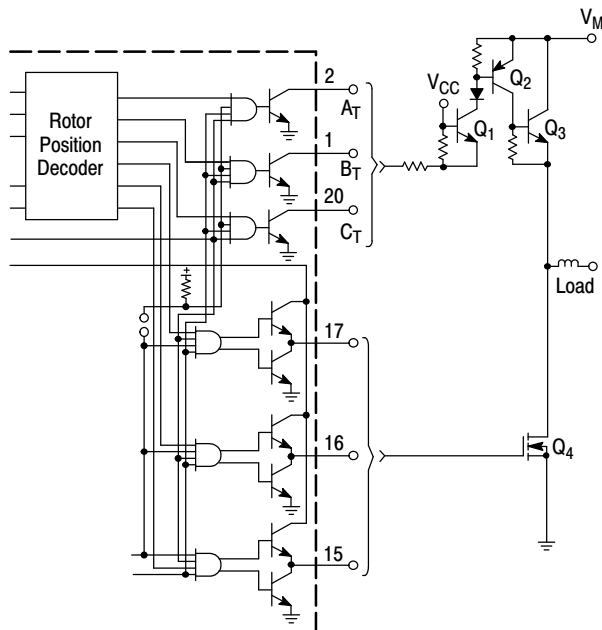 Rotor
Position
Decoder
2
A_T
1
B_T
20
C_T
17
16
15
V_CC
Q_1
Q_2
Q_3
V_M
Load
Q_4